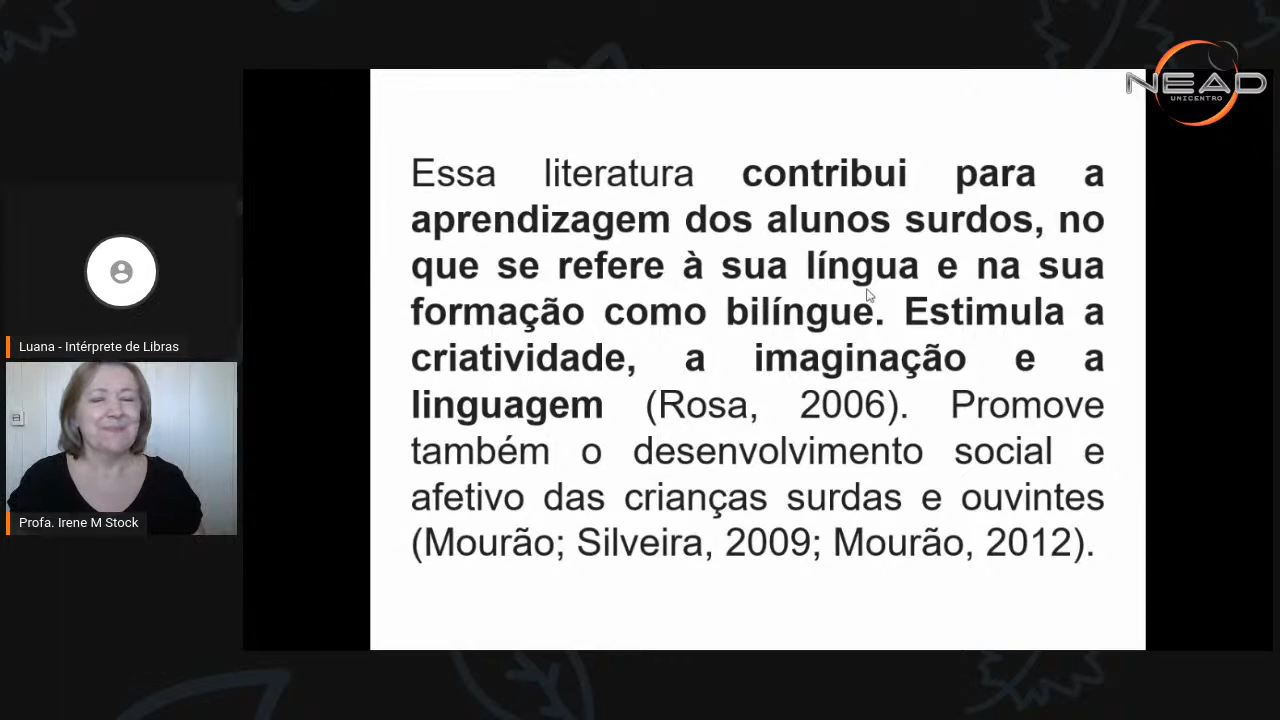 NEAD
UNICENTRO
Essa literatura contribui para a
aprendizagem dos alunos surdos, no
que se refere à sua língua e na sua
formação como bilíngue. Estimula a
criatividade, a imaginação e a
linguagem (Rosa, 2006). Promove
também o desenvolvimento social e
afetivo das crianças surdas e ouvintes
(Mourão; Silveira, 2009; Mourão, 2012).
Luana - Intérprete de Libras
Profa. Irene M Stock